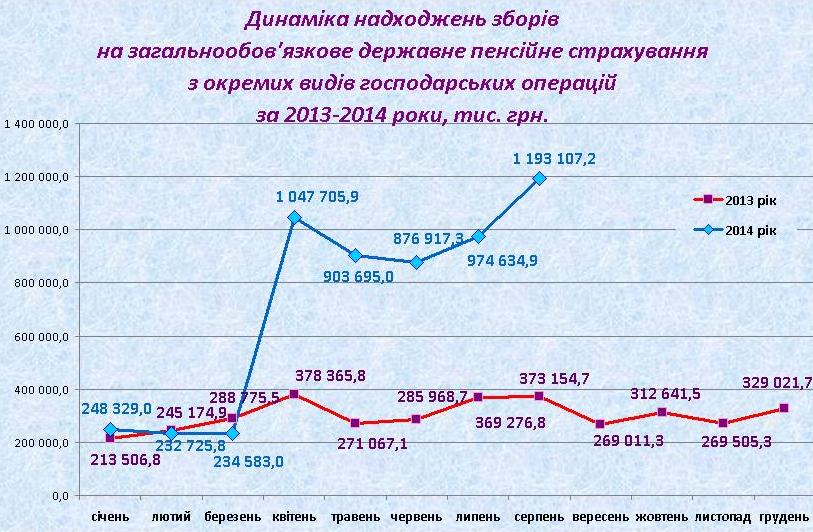 Динаміка надходжень зборів
на загальнообов'язкове державне пенсійне страхування
з окремих видів господарських операцій
за 2013-2014 роки, тис. грн.
1 400 000,0
1 200 000,0
1 000 000,0
800 000,0
600 000,0
400 000,0
200 000,0
0,0
1 193 107,2
1 047 705,9
2013 рік
2014 рік
876 917,3
974 634,9
903 695,0
378 365,8
373 154,7
329 021,7
288 775,5
285 968,7
312 641,5
248 329,0
245 174,9
369 276,8
232 725,8
271 067,1
269 011,3
269 505,3
213 506,8
234 583,0
січень лютий березень квітень травень червень липень серпень вересень жовтень листопад грудень